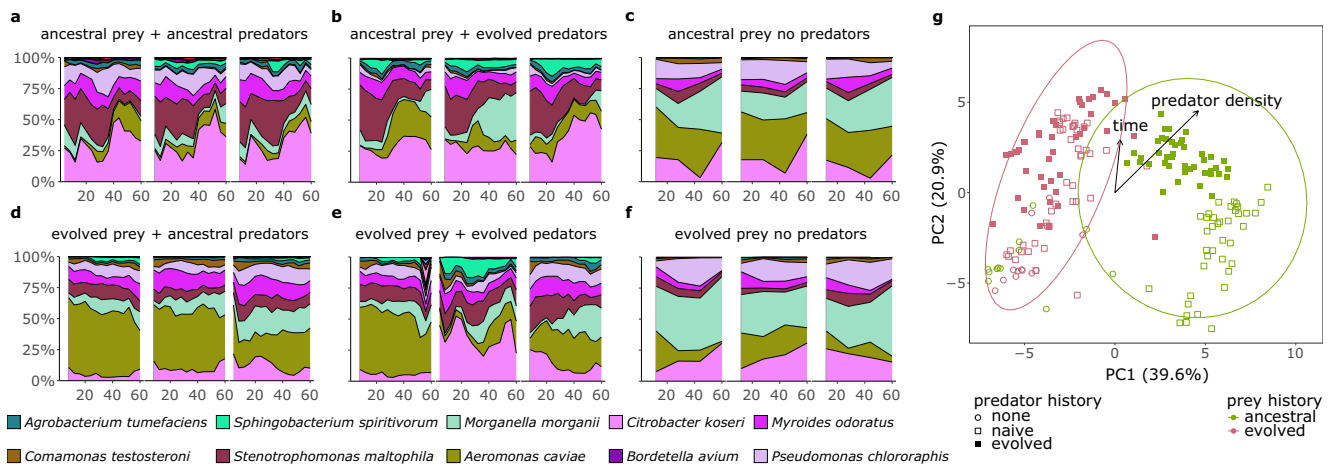 a
ancestral prey + ancestral predators
100%
75%
50%
25%
0%
20 40 60 20 40 60 20 40 60
b
ancestral prey + evolved predators
20 40 60 20 40 60 20 40 60
c
ancestral prey no predators
20 40 60 20 40 60 20 40 60
d
evolved prey + ancestral predators
100%
75%
50%
25%
0%
20 40 60 20 40 60 20 40 60
e
evolved prey + evolved pedators
20 40 60 20 40 60 20 40 60
f
evolved prey no predators
20 40 60 20 40 60 20 40 60
Agrobacterium tumefaciens
Sphingobacterium spiritivorum
Morganella morganii
Citrobacter koseri
Myroides odoratus
Comamonas testosteroni
Stenotrophomonas maltophila
Aeromonas caviae
Bordetella avium
Pseudomonas chlororaphis
g
predator density
time
PC2 (20.9%)
5
0
−5
−5 0 5 10
PC1 (39.6%)
predator history
none
naive
evolved
prey history
ancestral
evolved